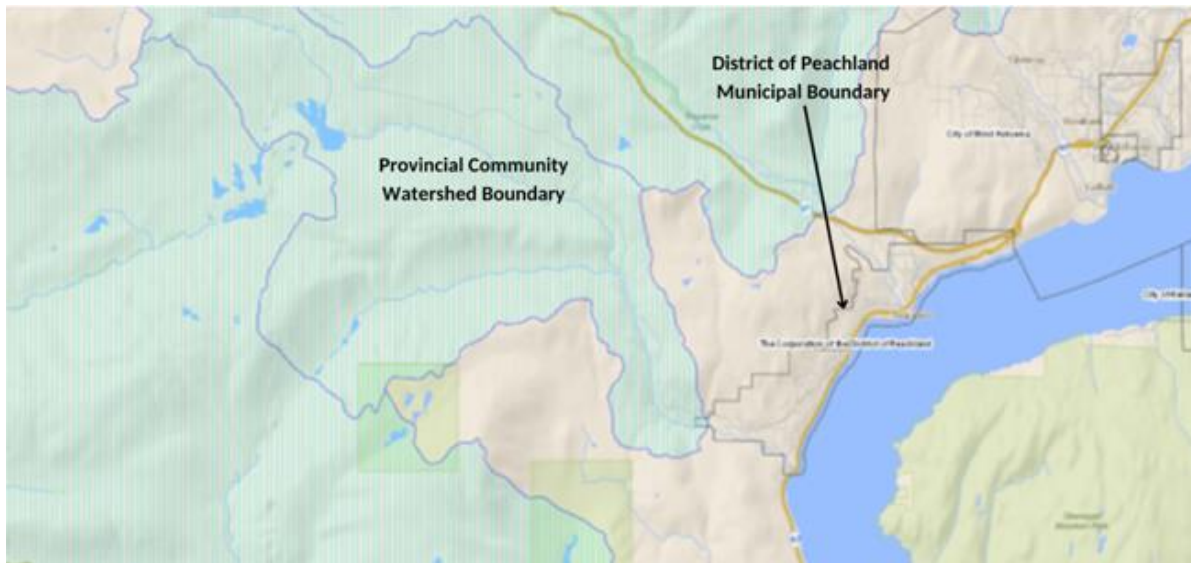 District of Peachland
Municipal Boundary
City of West Kelowna
Provincial Community
Watershed Boundary
The Corporation of the District of Peachland